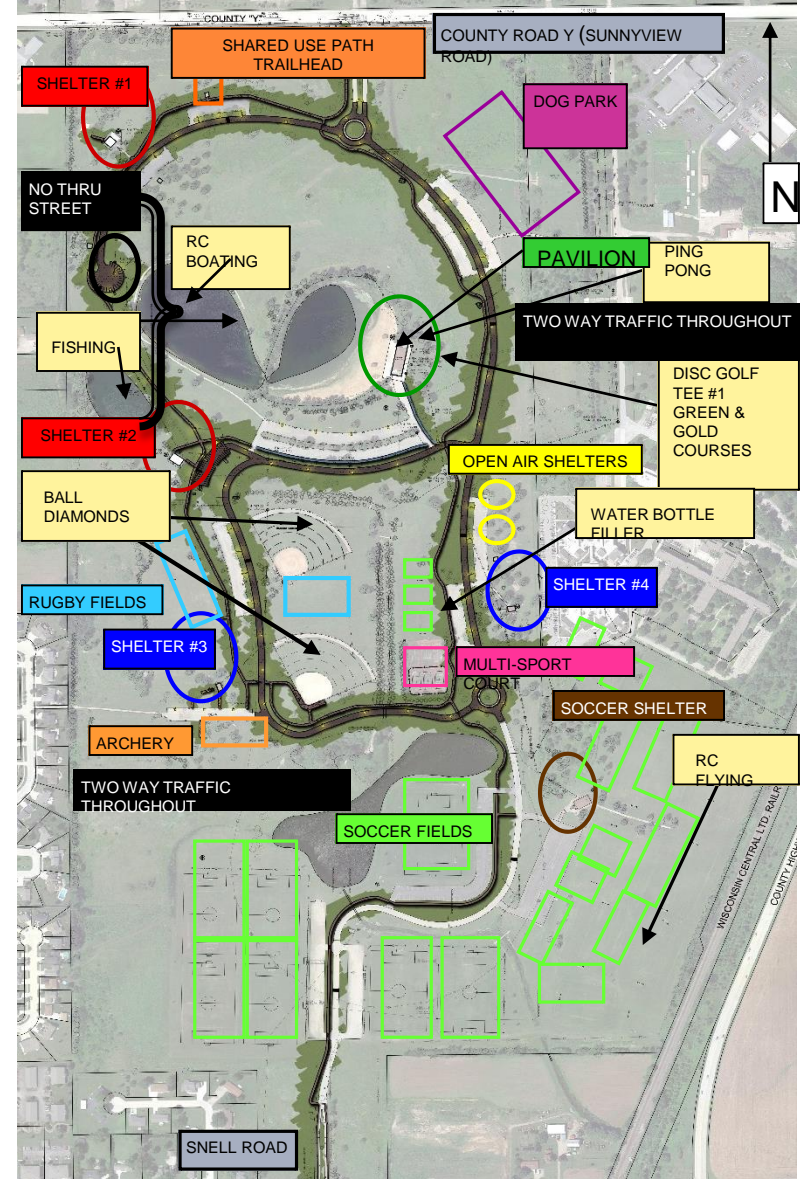 COUNTY "Y"
SHARED USE PATH
TRAILHEAD
COUNTY ROAD Y (SUNNYVIEW
ROAD)
SHELTER #1
DOG PARK
N
NO THRU
STREET
RC
BOATING
PAVILION
PING
PONG
TWO WAY TRAFFIC THROUGHOUT
FISHING
DISC GOLF
TEE #1
GREEN &
GOLD
COURSES
SHELTER #2
OPEN AIR SHELTERS
BALL
DIAMONDS
WATER BOTTLE
FILLER
RUGBY FIELDS
SHELTER #4
SHELTER #3
MULTI-SPORT
COURT
SOCCER SHELTER
ARCHERY
RC
FLYING
TWO WAY TRAFFIC
THROUGHOUT
SOCCER FIELDS
WISCONSIN CENTRAL LTD. RAILR
COUNTY HIGH
SNELL ROAD